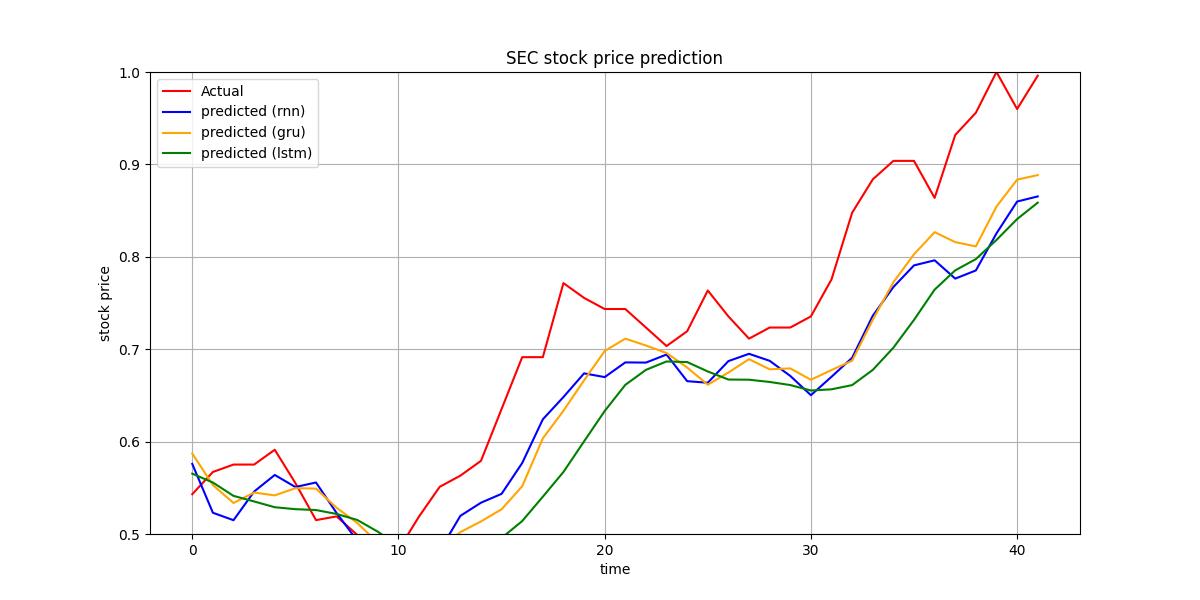 SEC stock price prediction
Actual
predicted (rnn)
predicted (gru)
predicted (lstm)
stock price
1.0
0.9
0.8
0.7
0.6
0.5
0
10
20
30
40
time